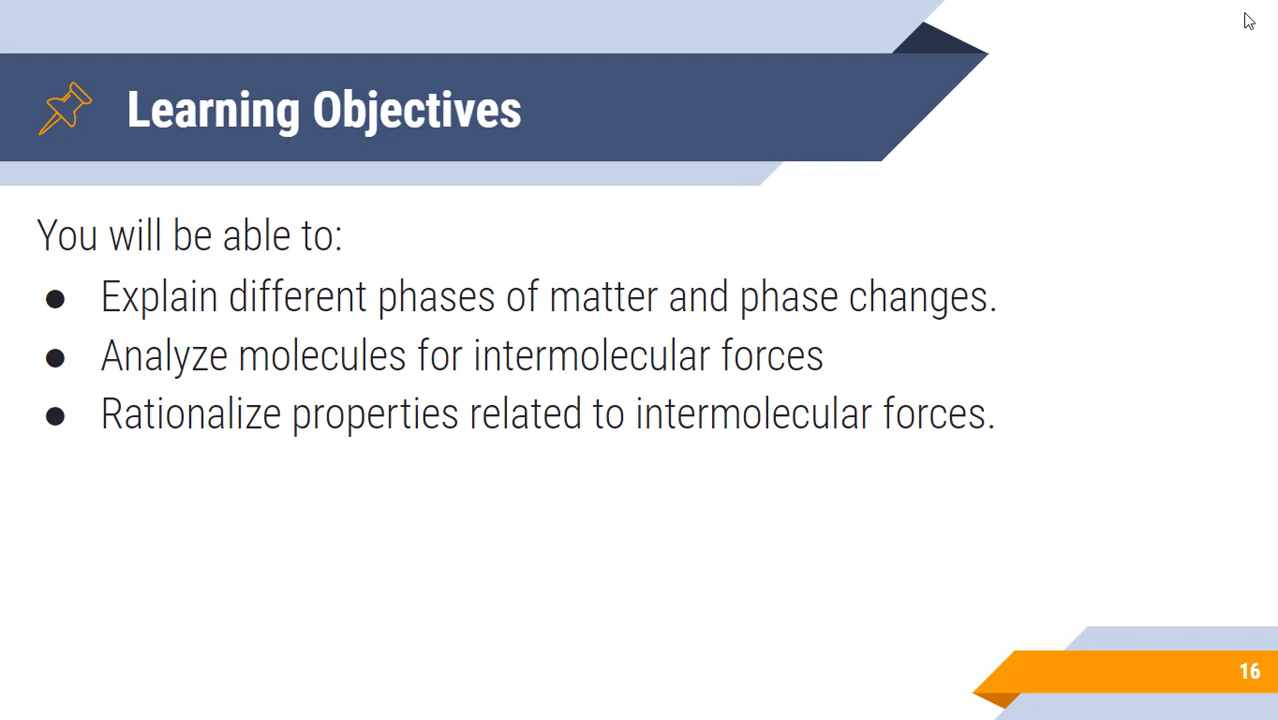 Learning Objectives
You will be able to:
● Explain different phases of matter and phase changes.
● Analyze molecules for intermolecular forces
● Rationalize properties related to intermolecular forces.
16